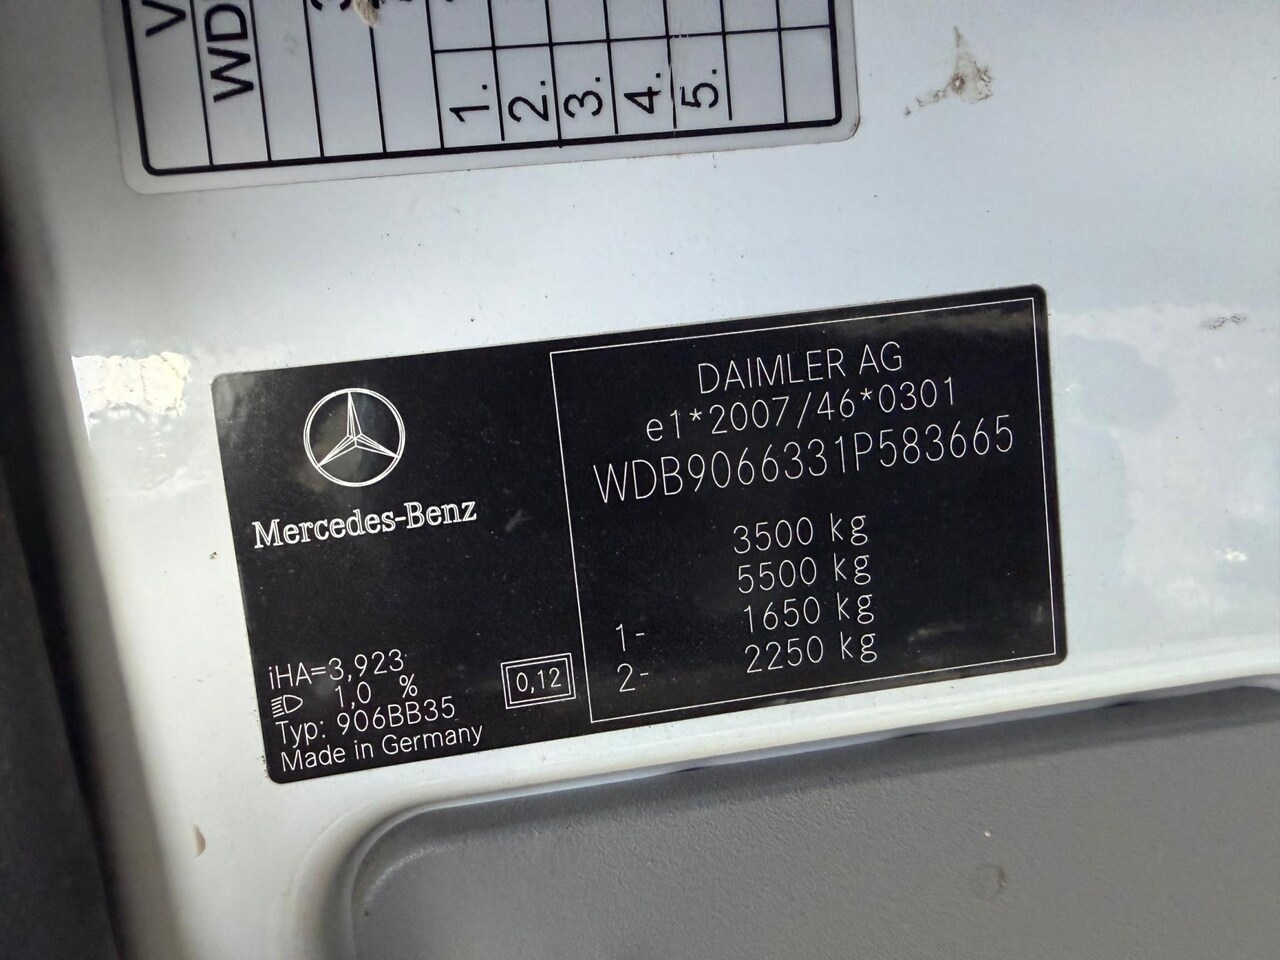 WD
1.
2.
3.
4.
5.
Mercedes-Benz
iHA=3,923
1,0 %
Typ: 906BB35
Made in Germany
0,12
DAIMLER AG
e1*2007/46*0301
WDB9066331P583665
3500 kg
5500 kg
1- 1650 kg
2- 2250 kg